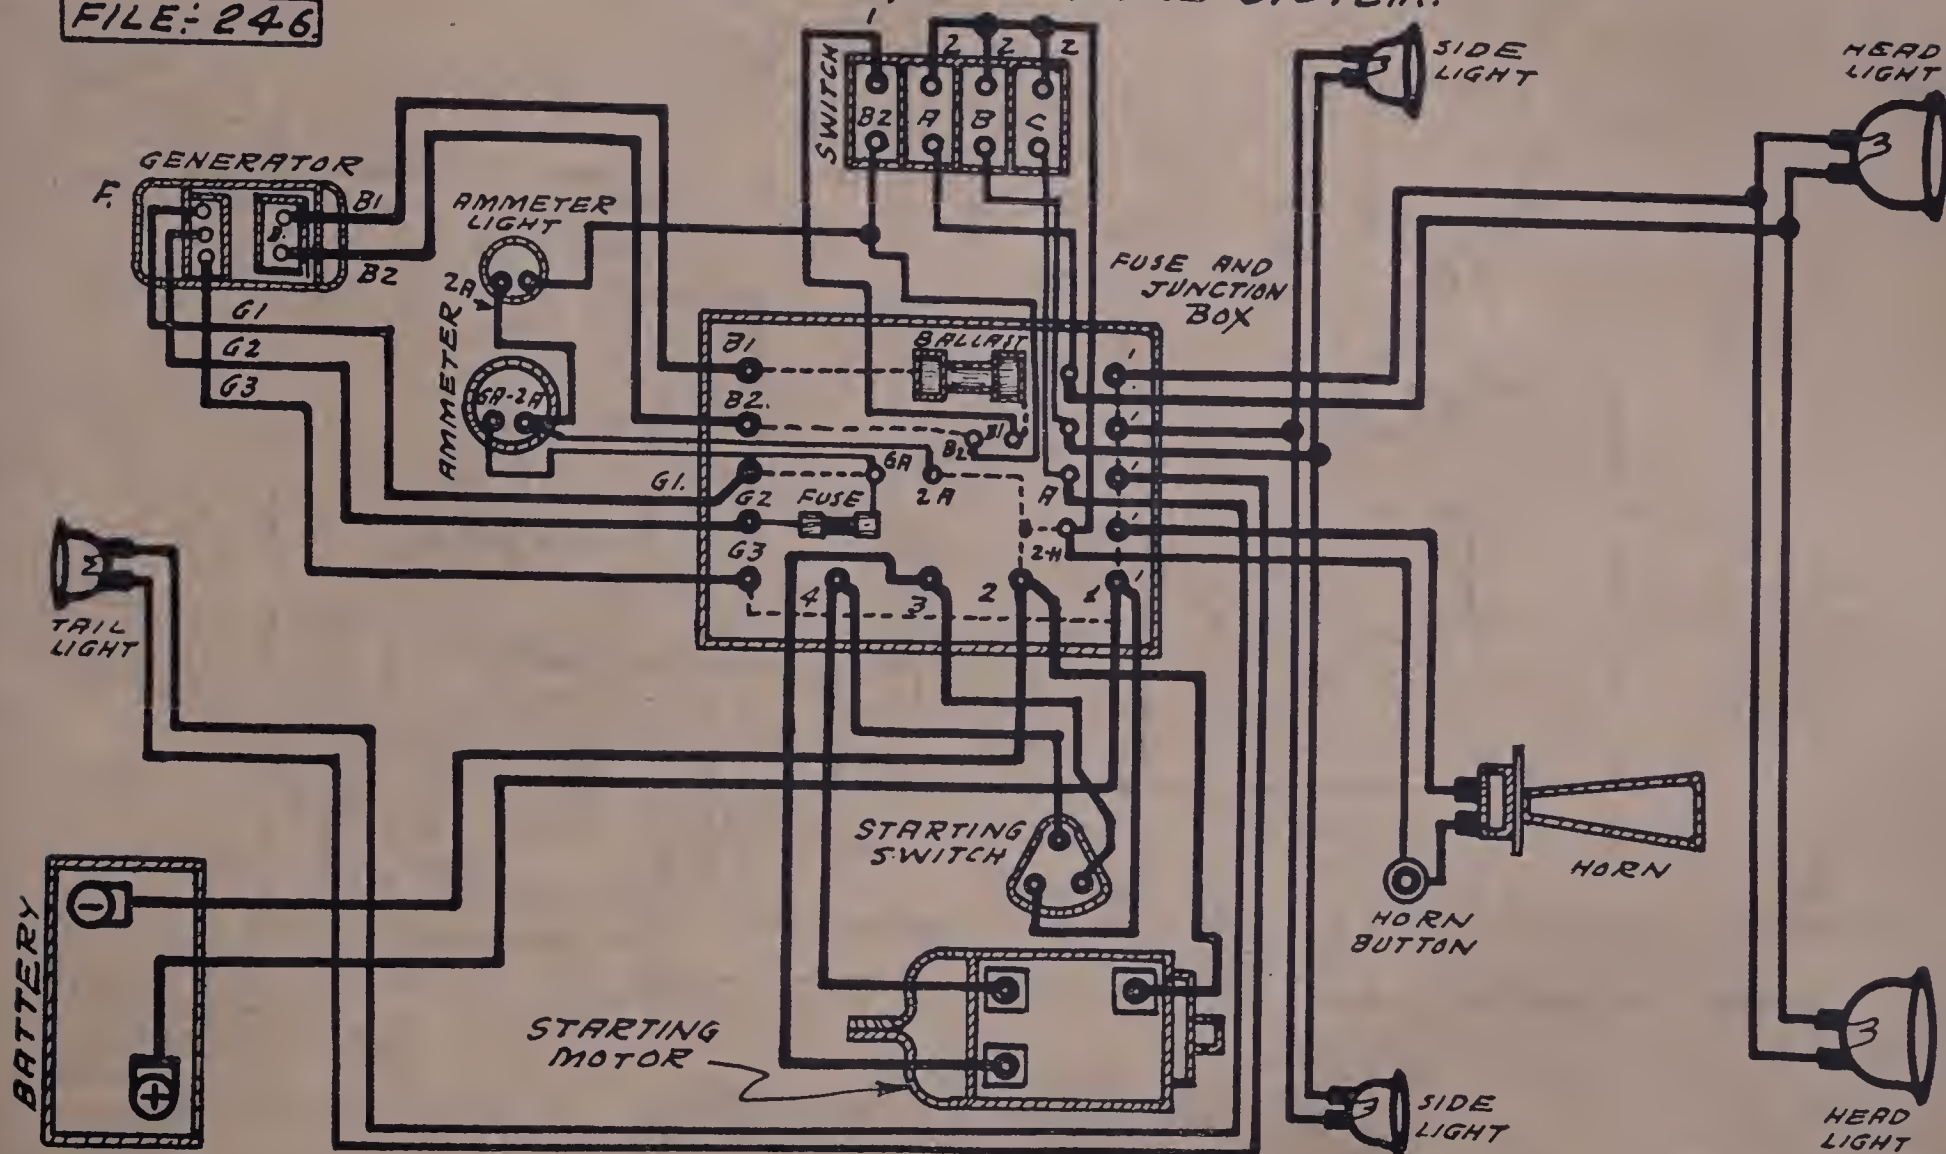 FILE:- 246.
SYSTEM.
1
2 2 2
SWITCH
B2 A B C
SIDE
LIGHT
HEAD
LIGHT
GENERATOR
F.
B1
B.
B2
AMMETER
LIGHT
2A
G1
G2
G3
AMMETER
6A-2A
FUSE AND
JUNCTION
BOX
B1
BALLAST
1
B2.
B2 B1
1
G1.
6A
2A
A
1
G2
FUSE
1
G3
2-H
4
3
2
1
1
TAIL
LIGHT
STARTING
SWITCH
HORN
HORN
BUTTON
BATTERY
-
+
STARTING
MOTOR
SIDE
LIGHT
HEAD
LIGHT